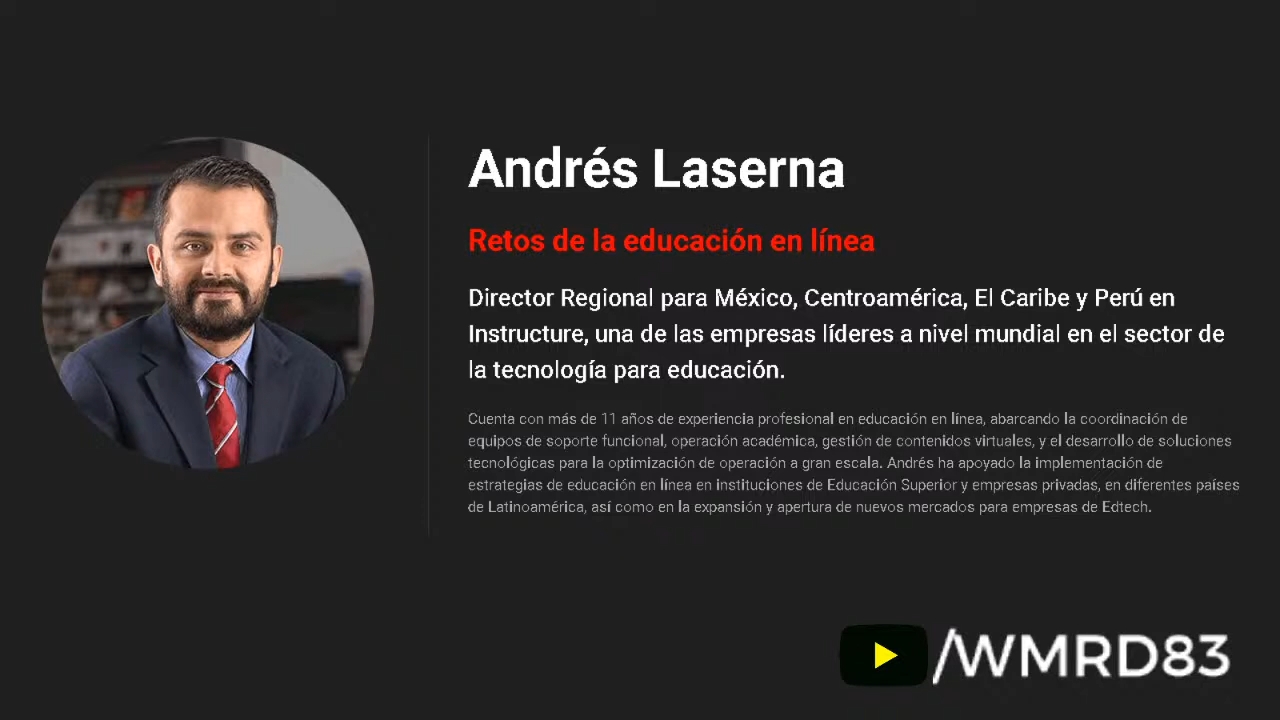 Andrés Laserna
Retos de la educación en línea
Director Regional para México, Centroamérica, El Caribe y Perú en
Instructure, una de las empresas líderes a nivel mundial en el sector de
la tecnología para educación.
Cuenta con más de 11 años de experiencia profesional en educación en línea, abarcando la coordinación de
equipos de soporte funcional, operación académica, gestión de contenidos virtuales, y el desarrollo de soluciones
tecnológicas para la optimización de operación a gran escala. Andrés ha apoyado la implementación de
estrategias de educación en línea en instituciones de Educación Superior y empresas privadas, en diferentes países
de Latinoamérica, así como en la expansión y apertura de nuevos mercados para empresas de Edtech.
/WMRD83